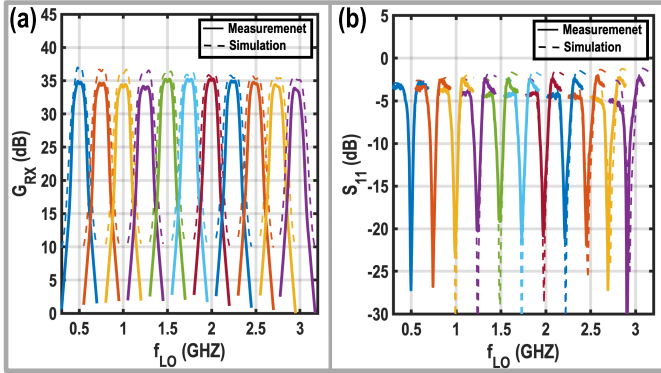 (a)
Measuremenet
Simulation
G_RX (dB)
45
40
35
30
25
20
15
10
5
0
0.5 1 1.5 2 2.5 3
f_LO (GHZ)
(b)
Measuremenet
Simulation
S_11 (dB)
5
0
-5
-10
-15
-20
-25
-30
0.5 1 1.5 2 2.5 3
f_LO (GHZ)